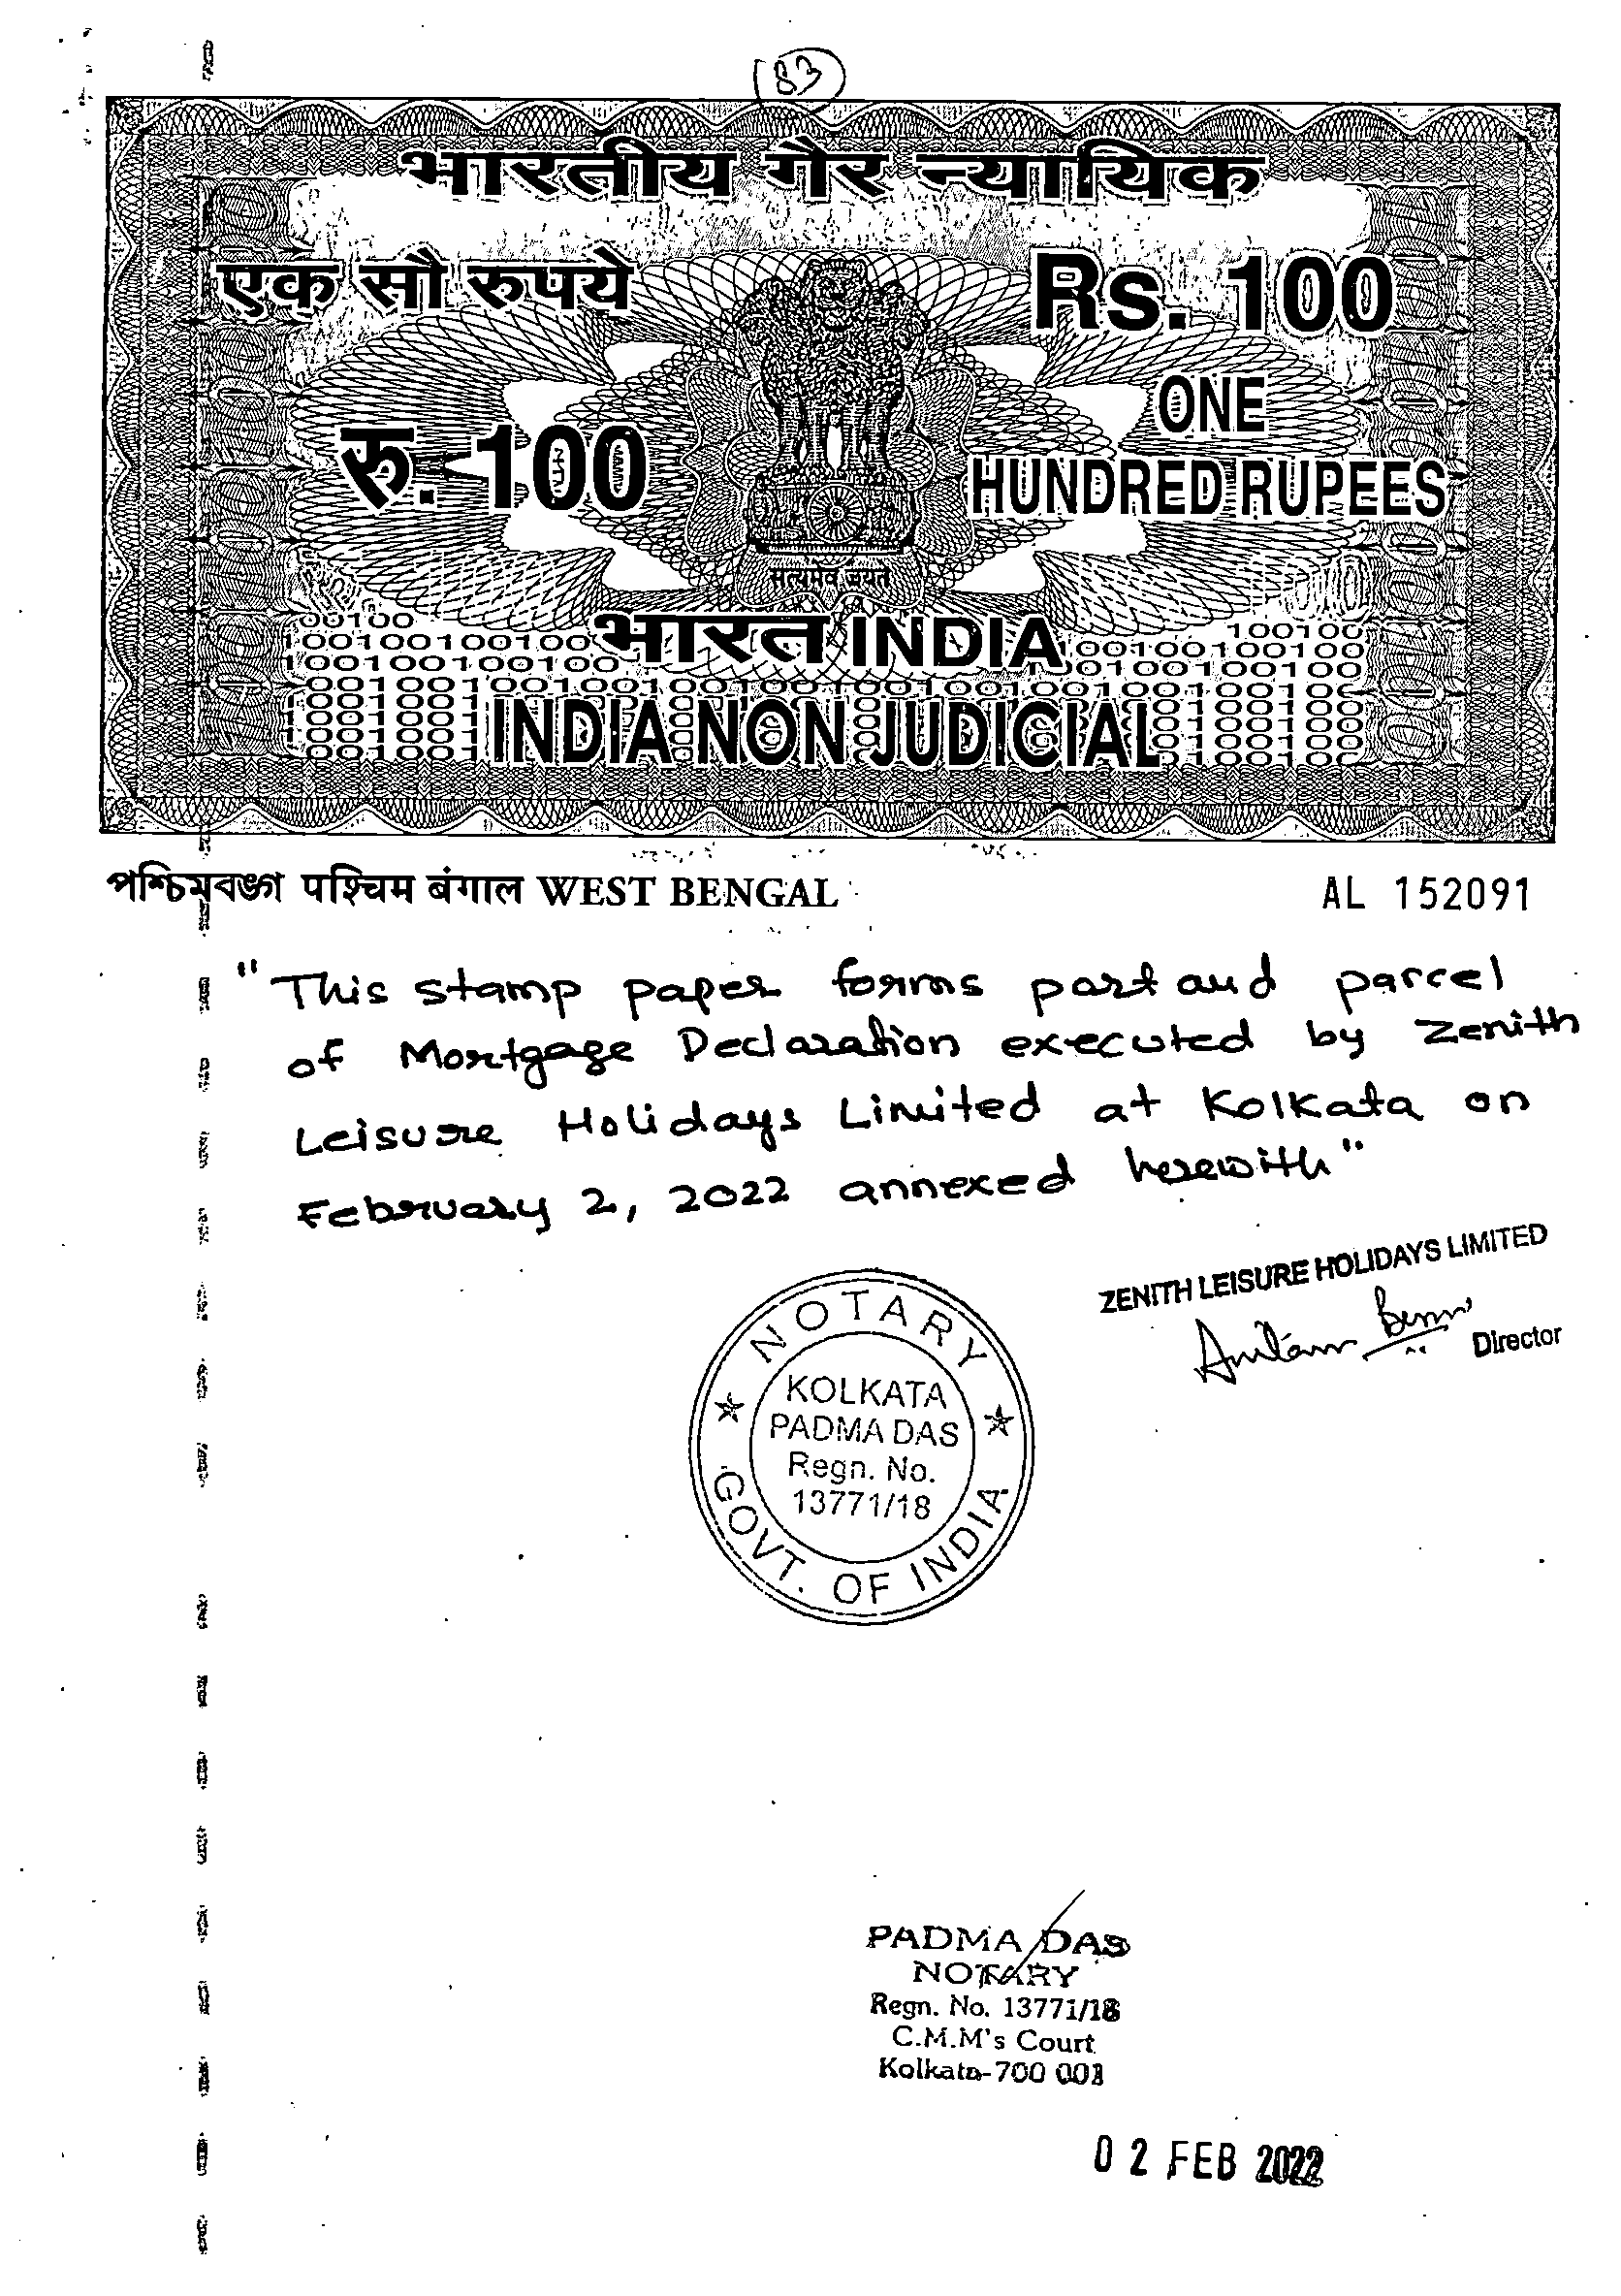 83
भारतीय गैर न्यायिक
एक सौ रुपये
Rs. 100
रु. 100
ONE
HUNDRED RUPEES
सत्यमेव जयते
भारत INDIA
INDIA NON JUDICIAL
পশ্চিমবঙ্গ पश्चिम बंगाल WEST BENGAL
AL 152091
"This stamp paper forms part and parcel
of Mortgage Declaration executed by Zenith
Leisure Holidays Limited at Kolkata on
February 2, 2022 annexed herewith"
ZENITH LEISURE HOLIDAYS LIMITED
Director
NOTARY
KOLKATA
PADMA DAS
Regn. No.
13771/18
GOVT. OF INDIA
PADMA DAS
NOTARY
Regn. No. 13771/18
C.M.M's Court
Kolkata-700 001
02 FEB 2022